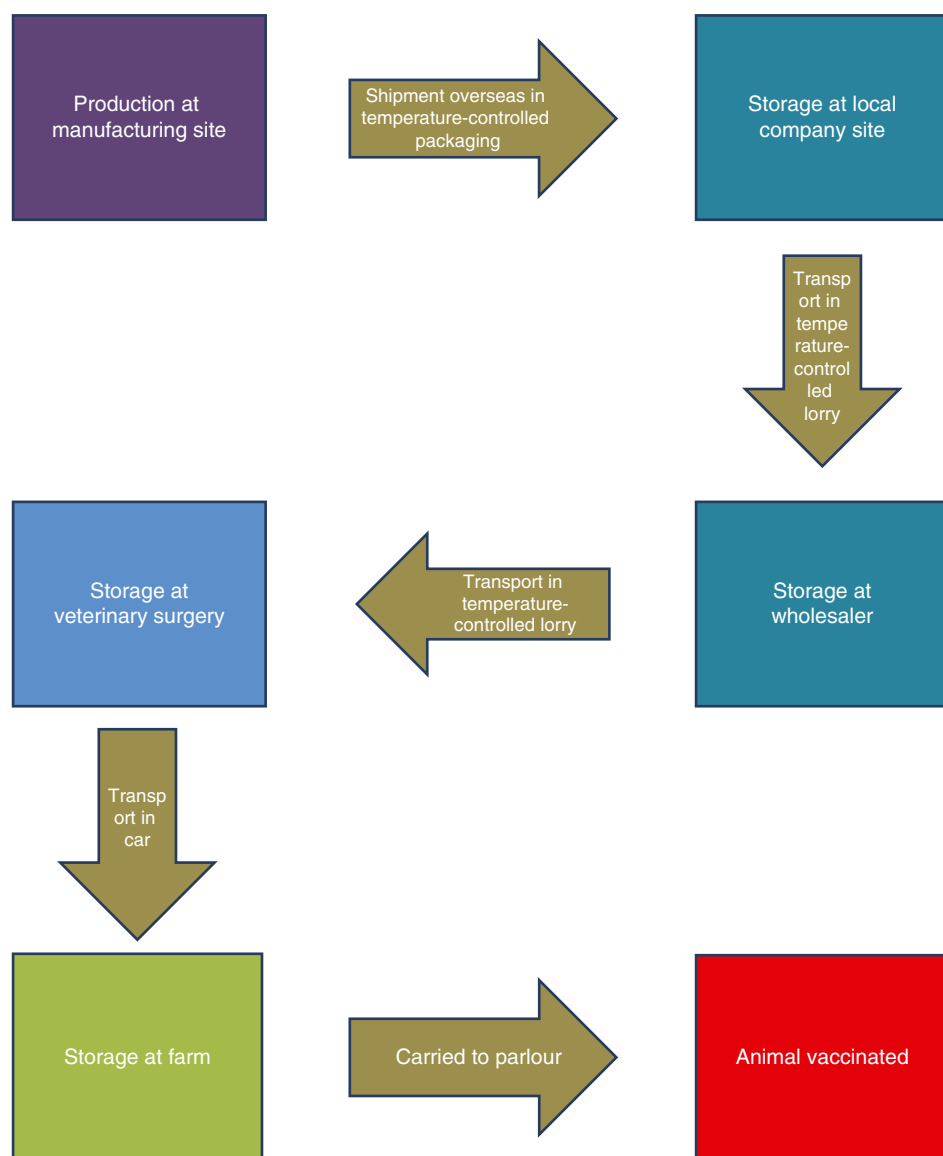 Production at
manufacturing site
Shipment overseas in
temperature-controlled
packaging
Storage at local
company site
Transp
ort in
tempe
rature-
control
led
lorry
Storage at
wholesaler
Transport in
temperature-
controlled lorry
Storage at
veterinary surgery
Transp
ort in
car
Storage at farm
Carried to parlour
Animal vaccinated